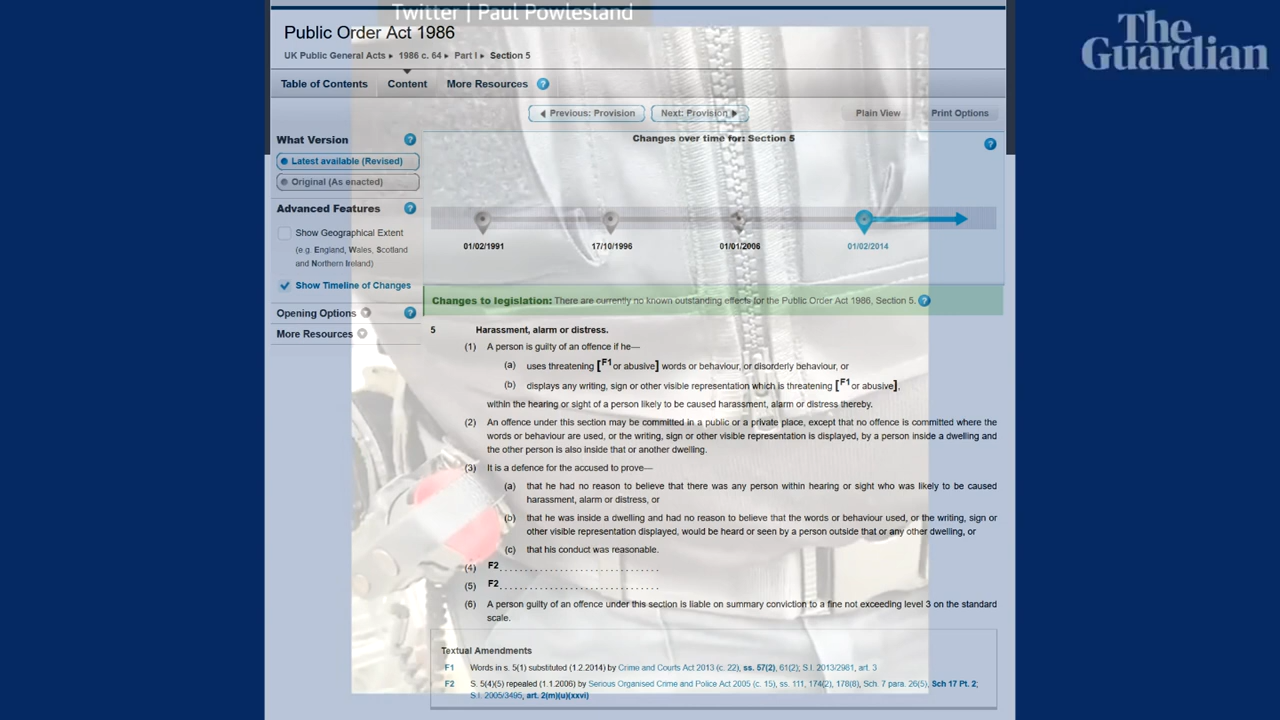 Twitter | Paul Powlesland
The
Guardian
Public Order Act 1986
UK Public General Acts ▸ 1986 c. 64 ▸ Part I ▸ Section 5
Table of Contents Content More Resources ?
Previous: Provision Next: Provision Plain View Print Options
What Version ?
Latest available (Revised)
Original (As enacted)
Advanced Features ?
Show Geographical Extent
(e.g. England, Wales, Scotland
and Northern Ireland)
Show Timeline of Changes
Opening Options ?
More Resources
Changes over time for: Section 5 ?
01/02/1991 17/10/1996 01/01/2006 01/02/2014
Changes to legislation: There are currently no known outstanding effects for the Public Order Act 1986, Section 5. ?
5 Harassment, alarm or distress.
(1) A person is guilty of an offence if he—
(a) uses threatening [F1 or abusive] words or behaviour, or disorderly behaviour, or
(b) displays any writing, sign or other visible representation which is threatening [F1 or abusive],
within the hearing or sight of a person likely to be caused harassment, alarm or distress thereby.
(2) An offence under this section may be committed in a public or a private place, except that no offence is committed where the
words or behaviour are used, or the writing, sign or other visible representation is displayed, by a person inside a dwelling and
the other person is also inside that or another dwelling.
(3) It is a defence for the accused to prove—
(a) that he had no reason to believe that there was any person within hearing or sight who was likely to be caused
harassment, alarm or distress, or
(b) that he was inside a dwelling and had no reason to believe that the words or behaviour used, or the writing, sign or
other visible representation displayed, would be heard or seen by a person outside that or any other dwelling, or
(c) that his conduct was reasonable.
(4) F2. . . . . . . . . . . . . . . . . . . . . . . . . . . . . . . .
(5) F2. . . . . . . . . . . . . . . . . . . . . . . . . . . . . . . .
(6) A person guilty of an offence under this section is liable on summary conviction to a fine not exceeding level 3 on the standard
scale.
Textual Amendments
F1 Words in s. 5(1) substituted (1.2.2014) by Crime and Courts Act 2013 (c. 22), ss. 57(2), 61(2); S.I. 2013/2981, art. 3
F2 S. 5(4)(5) repealed (1.1.2006) by Serious Organised Crime and Police Act 2005 (c. 15), ss. 111, 174(2), 178(8), Sch. 7 para. 26(5), Sch 17 Pt. 2;
S.I. 2005/3495, art. 2(m)(u)(xxvi)